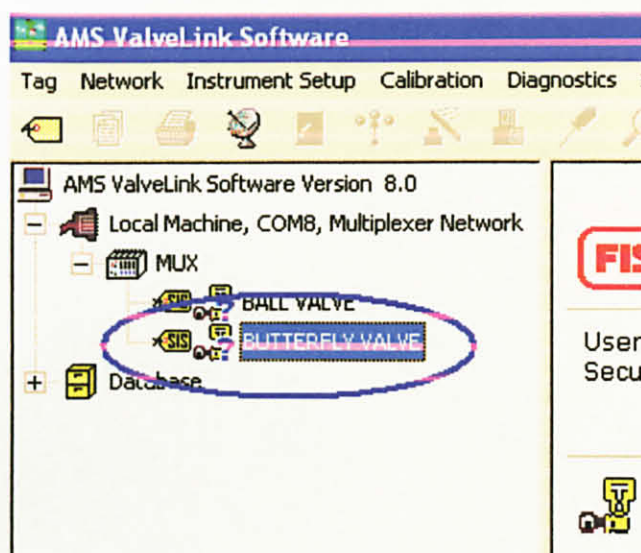 AMS ValveLink Software
Tag Network Instrument Setup Calibration Diagnostics
AMS ValveLink Software Version 8.0
Local Machine, COM8, Multiplexer Network
MUX
SIS BALL VALVE
SIS BUTTERFLY VALVE
Database
FIS
User
Secu